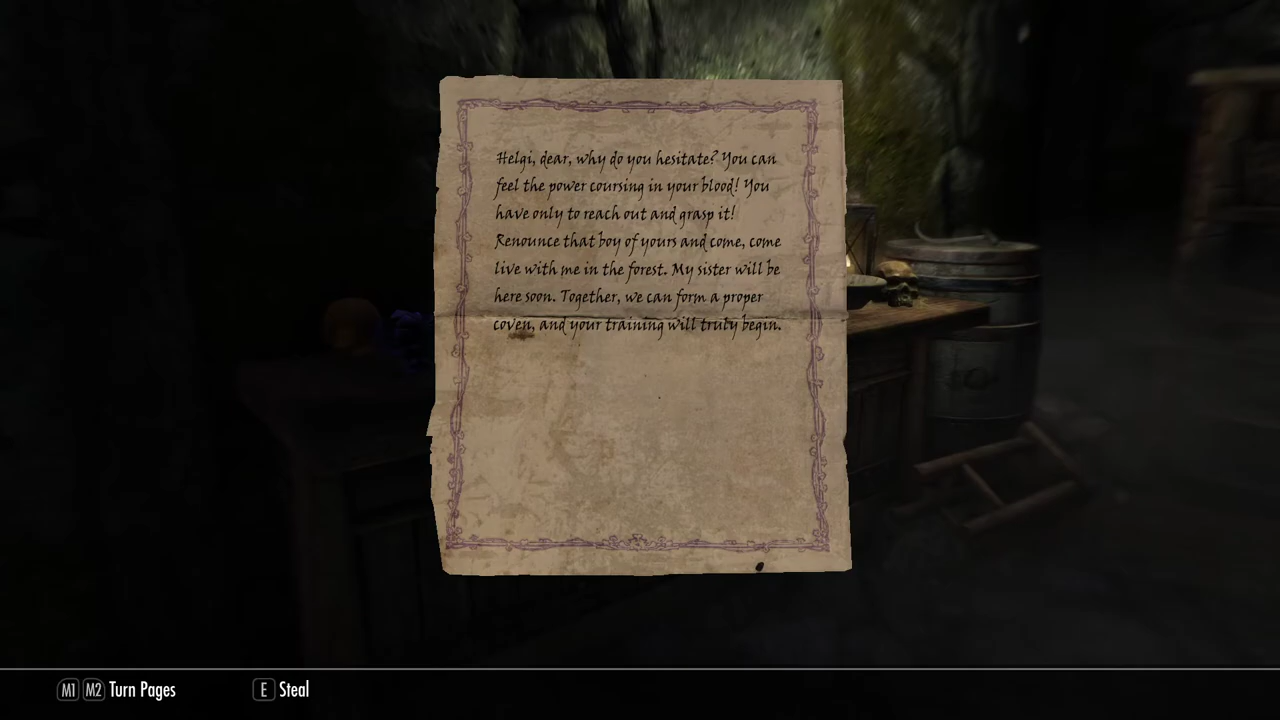 Helgi, dear, why do you hesitate? You can
feel the power coursing in your blood! You
have only to reach out and grasp it!
Renounce that boy of yours and come, come
live with me in the forest. My sister will be
here soon. Together, we can form a proper
coven, and your training will truly begin.
M1 M2 Turn Pages E Steal